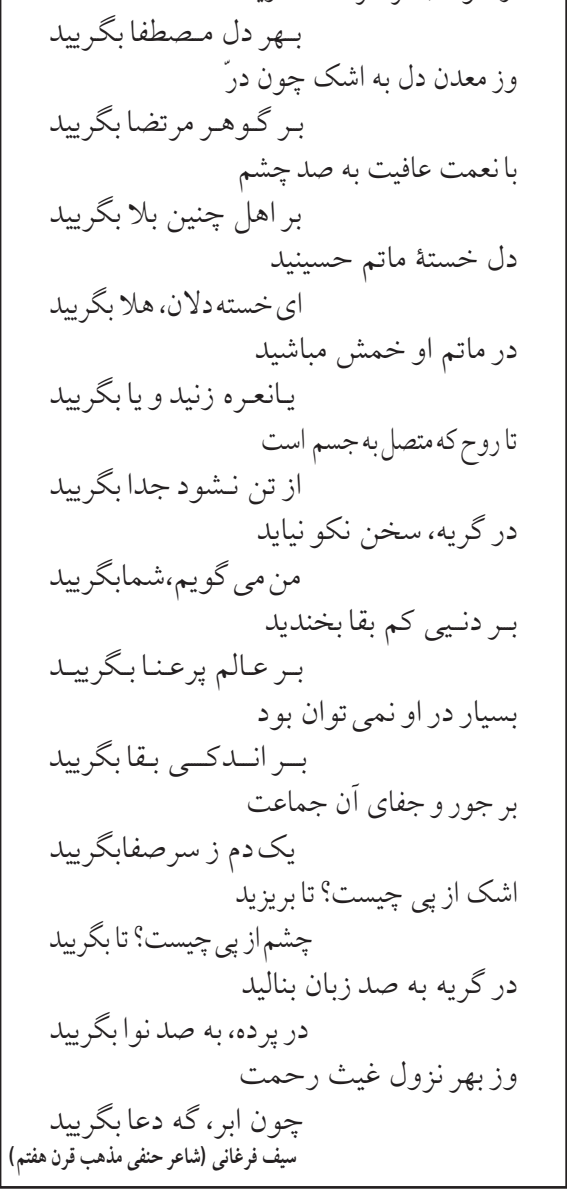 بهر دل مصطفا بگریید
وز معدن دل به اشک چون درّ
بر گوهر مرتضا بگریید
با نعمت عافیت به صد چشم
بر اهل چنین بلا بگریید
دل خستهٔ ماتم حسینید
ای خسته دلان، هلا بگریید
در ماتم او خمش مباشید
یا نعره زنید و یا بگریید
تا روح که متصل به جسم است
از تن نشود جدا بگریید
در گریه، سخن نکو نیاید
من می گویم، شما بگریید
بر دنیی کم بقا بخندید
بر عالم پرعنا بگریید
بسیار در او نمی توان بود
بر اندکی بقا بگریید
بر جور و جفای آن جماعت
یک دم ز سر صفا بگریید
اشک از پی چیست؟ تا بریزید
چشم از پی چیست؟ تا بگریید
در گریه به صد زبان بنالید
در پرده، به صد نوا بگریید
وز بهر نزول غیث رحمت
چون ابر، گه دعا بگریید
سیف فرغانی (شاعر حنفی مذهب قرن هفتم)